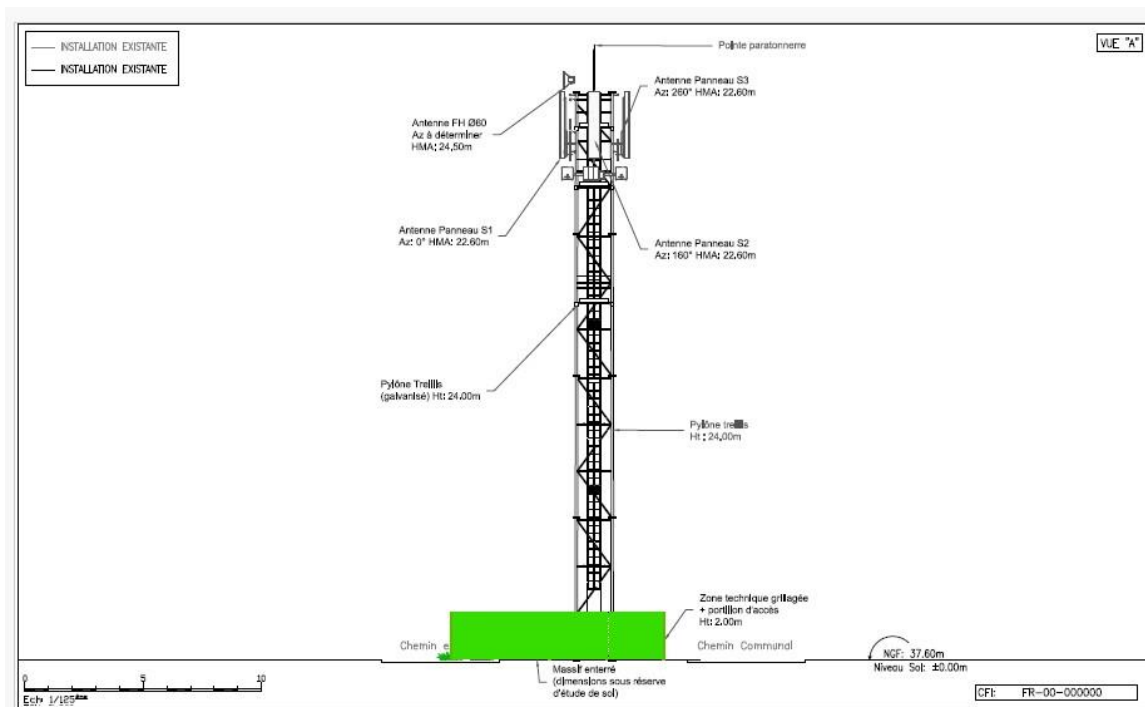 INSTALLATION EXISTANTE
INSTALLATION EXISTANTE
VUE "A"
Pointe paratonnerre
Antenne Panneau S3
Az: 260° HMA: 22.60m
Antenne FH Ø60
Az à déterminer
HMA: 24,50m
Antenne Panneau S1
Az: 0° HMA: 22.60m
Antenne Panneau S2
Az: 160° HMA: 22.60m
Pylône Treillis
(galvanisé) Ht: 24.00m
Pylône
Ht : 24,00m
Zone technique grillagée
+ portillon d'accès
Ht: 2.00m
Chemin
Chemin Communal
Massif enterré
(dimensions sous réserve
d'étude de sol)
NGF: 37.60m
Niveau Sol: ±0.00m
0 5 10
Ech: 1/125
CFI: FR-00-000000